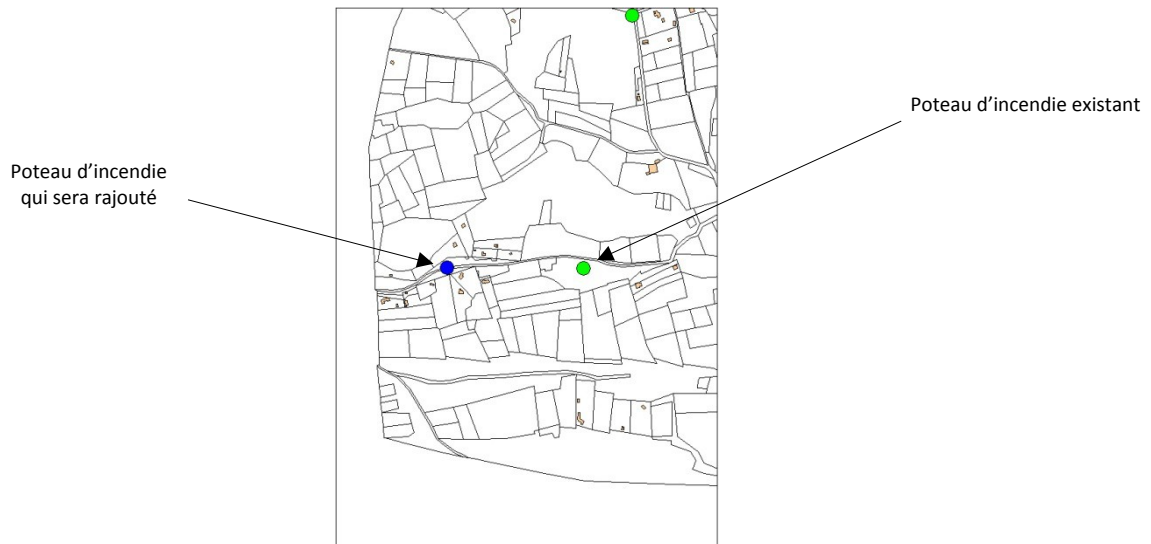 Poteau d’incendie existant
Poteau d’incendie
qui sera rajouté